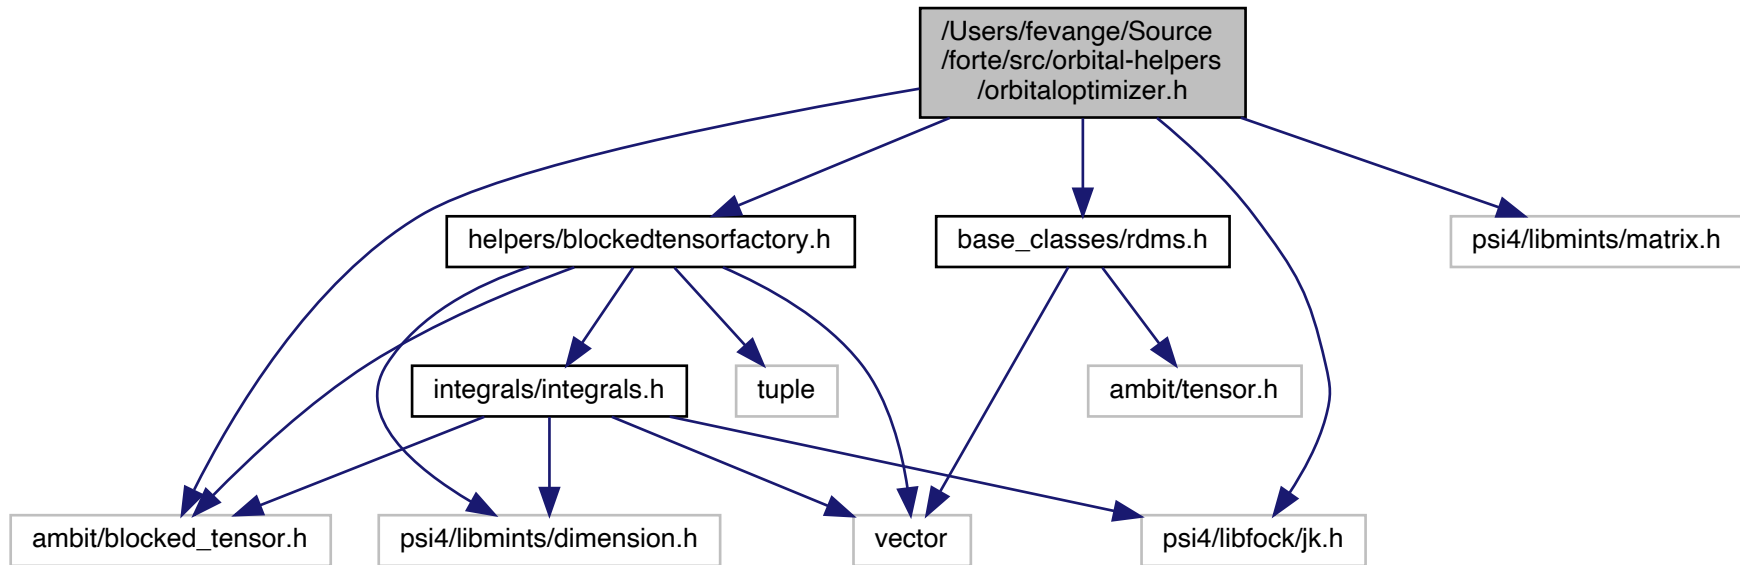 /Users/fevange/Source
/forte/src/orbital-helpers
/orbitaloptimizer.h
helpers/blockedtensorfactory.h
base_classes/rdms.h
psi4/libmints/matrix.h
integrals/integrals.h
tuple
ambit/tensor.h
ambit/blocked_tensor.h
psi4/libmints/dimension.h
vector
psi4/libfock/jk.h